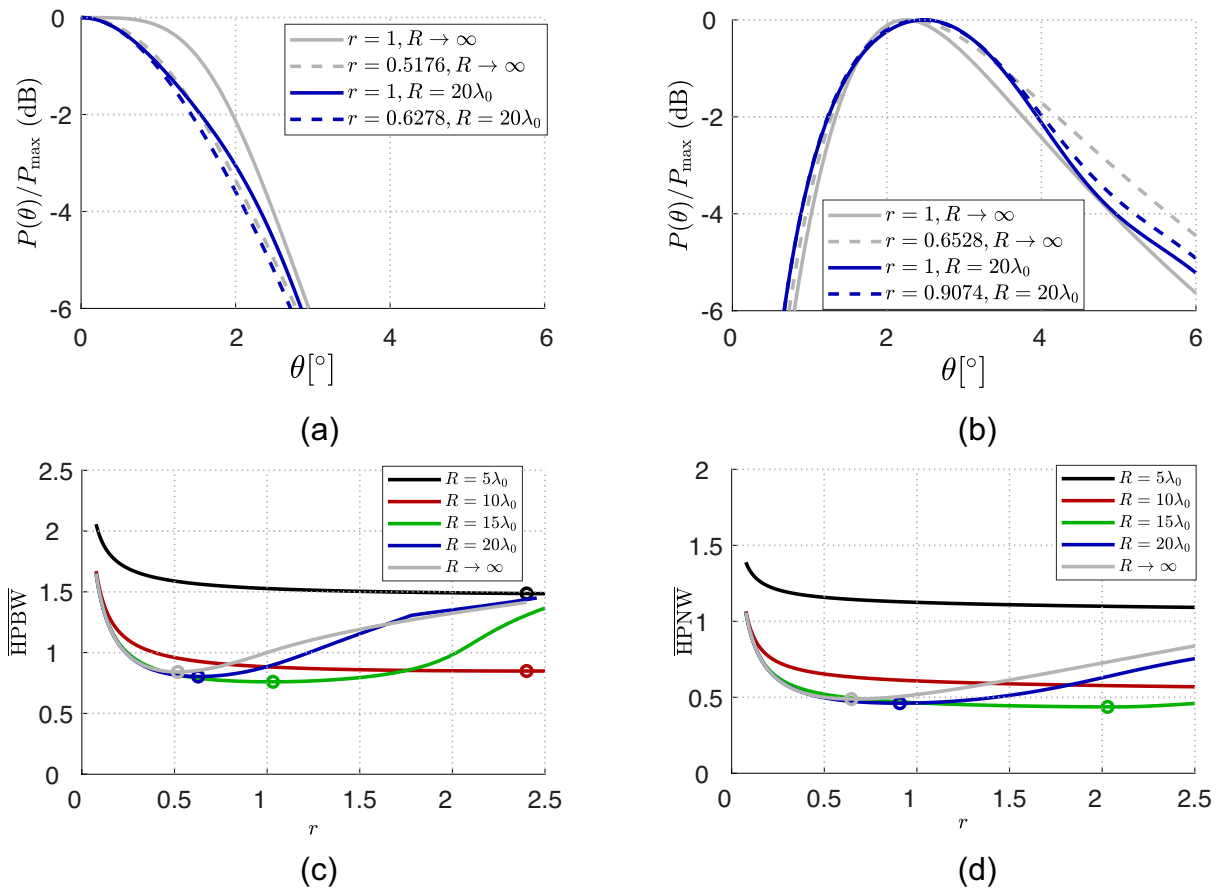 0
-2
-4
-6
P(θ)/P_max (dB)
r = 1, R → ∞
r = 0.5176, R → ∞
r = 1, R = 20λ₀
r = 0.6278, R = 20λ₀
0 2 4 6
θ[°]
(a)
0
-2
-4
-6
P(θ)/P_max (dB)
r = 1, R → ∞
r = 0.6528, R → ∞
r = 1, R = 20λ₀
r = 0.9074, R = 20λ₀
0 2 4 6
θ[°]
(b)
2.5
2
1.5
1
0.5
0
H̅P̅B̅W̅
R = 5λ₀
R = 10λ₀
R = 15λ₀
R = 20λ₀
R → ∞
0 0.5 1 1.5 2 2.5
r
(c)
2
1.5
1
0.5
0
H̅P̅N̅W̅
R = 5λ₀
R = 10λ₀
R = 15λ₀
R = 20λ₀
R → ∞
0 0.5 1 1.5 2 2.5
r
(d)